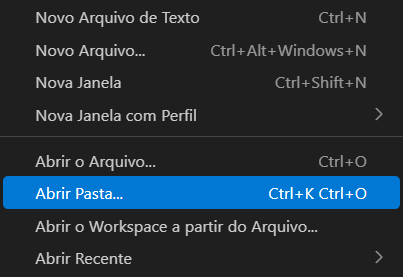 Novo Arquivo de Texto Ctrl+N
Novo Arquivo... Ctrl+Alt+Windows+N
Nova Janela Ctrl+Shift+N
Nova Janela com Perfil
Abrir o Arquivo... Ctrl+O
Abrir Pasta... Ctrl+K Ctrl+O
Abrir o Workspace a partir do Arquivo...
Abrir Recente